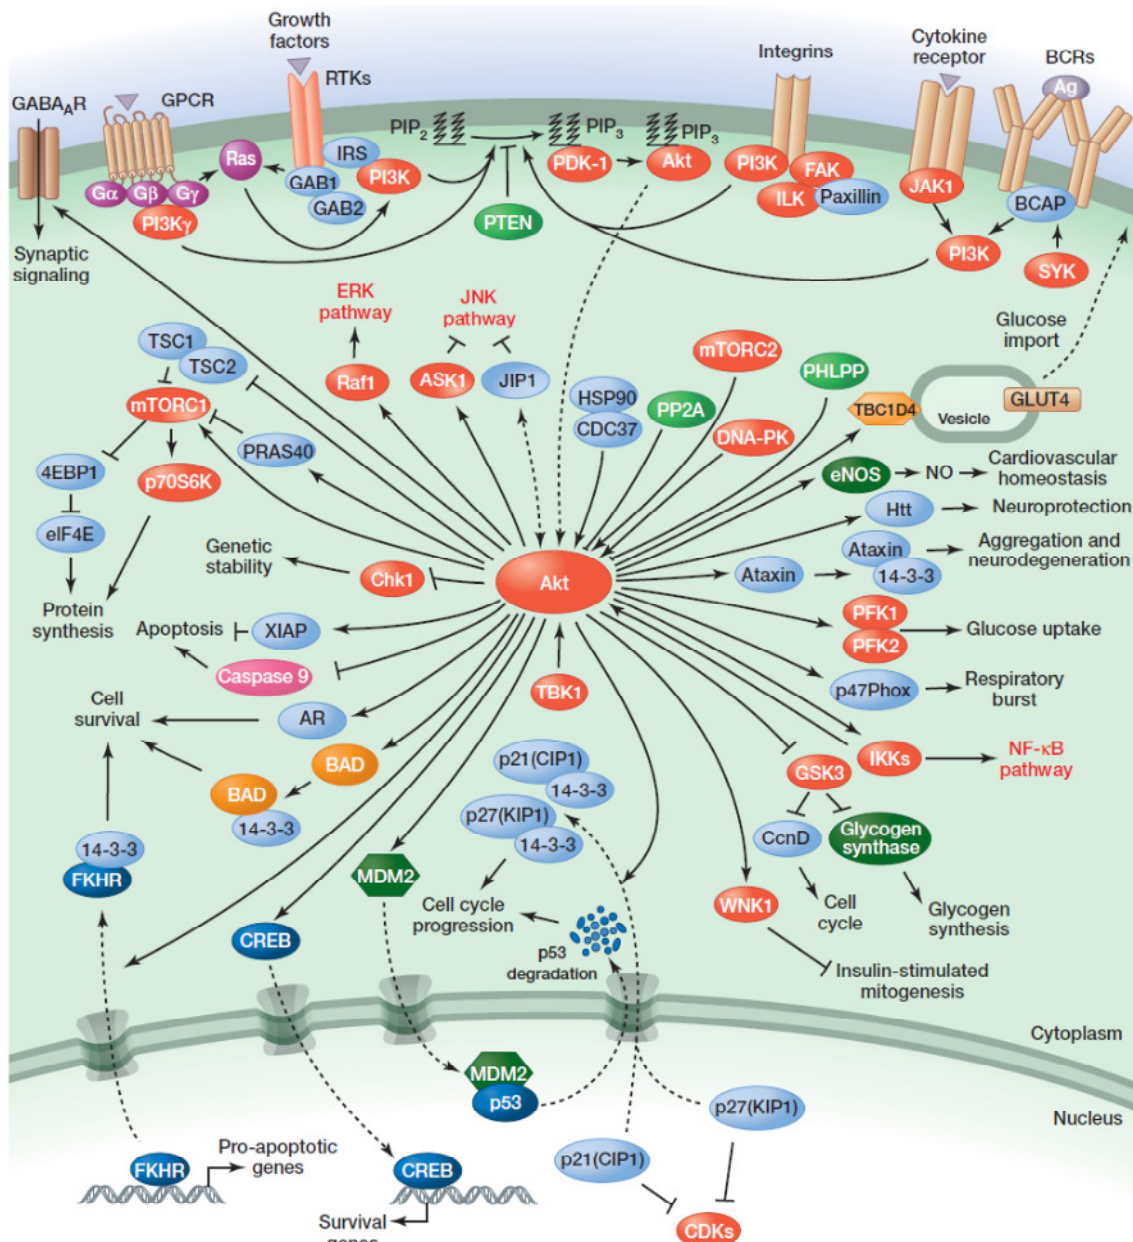 Growth
factors
RTKs
Integrins
Cytokine
receptor
BCRs
Ag
GABAAR
GPCR
PIP2
PIP3
PIP3
Ras
IRS
GAB1
GAB2
PI3K
PDK-1
Akt
PI3K
FAK
ILK
Paxillin
JAK1
BCAP
Gα
Gβ
Gγ
PI3Kγ
PTEN
PI3K
SYK
Synaptic
signaling
ERK
pathway
JNK
pathway
Glucose
import
TSC1
TSC2
mTORC1
Raf1
ASK1
JIP1
HSP90
CDC37
PP2A
mTORC2
DNA-PK
PHLPP
TBC1D4
Vesicle
GLUT4
4EBP1
p70S6K
PRAS40
eNOS
NO
Cardiovascular
homeostasis
eIF4E
Htt
Neuroprotection
Genetic
stability
Chk1
Akt
Ataxin
Ataxin
14-3-3
Aggregation and
neurodegeneration
Protein
synthesis
PFK1
PFK2
Glucose uptake
Apoptosis
XIAP
Caspase 9
TBK1
p47Phox
Respiratory
burst
Cell
survival
AR
BAD
BAD
14-3-3
p21(CIP1)
14-3-3
p27(KIP1)
14-3-3
GSK3
IKKs
NF-κB
pathway
CcnD
Glycogen
synthase
14-3-3
FKHR
MDM2
Cell cycle
progression
WNK1
Cell
cycle
Glycogen
synthesis
CREB
p53
degradation
Insulin-stimulated
mitogenesis
Cytoplasm
MDM2
p53
p27(KIP1)
Nucleus
FKHR
Pro-apoptotic
genes
CREB
p21(CIP1)
Survival
genes
CDKs